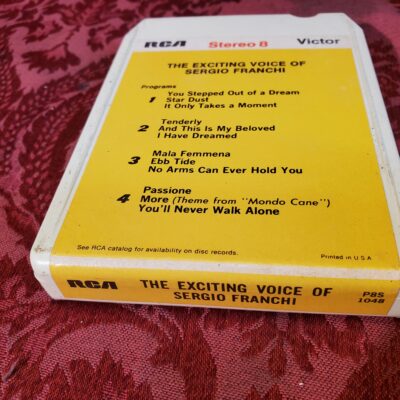 RCA Stereo 8 Victor
THE EXCITING VOICE OF
SERGIO FRANCHI
Programs
You Stepped Out of a Dream
1 Star Dust
It Only Takes a Moment
Tenderly
2 And This Is My Beloved
I Have Dreamed
Mala Femmena
3 Ebb Tide
No Arms Can Ever Hold You
Passione
4 More (Theme from "Mondo Cane")
You'll Never Walk Alone
See RCA catalog for availability on disc records.
Printed in U S A
RCA THE EXCITING VOICE OF P8S
SERGIO FRANCHI 1048